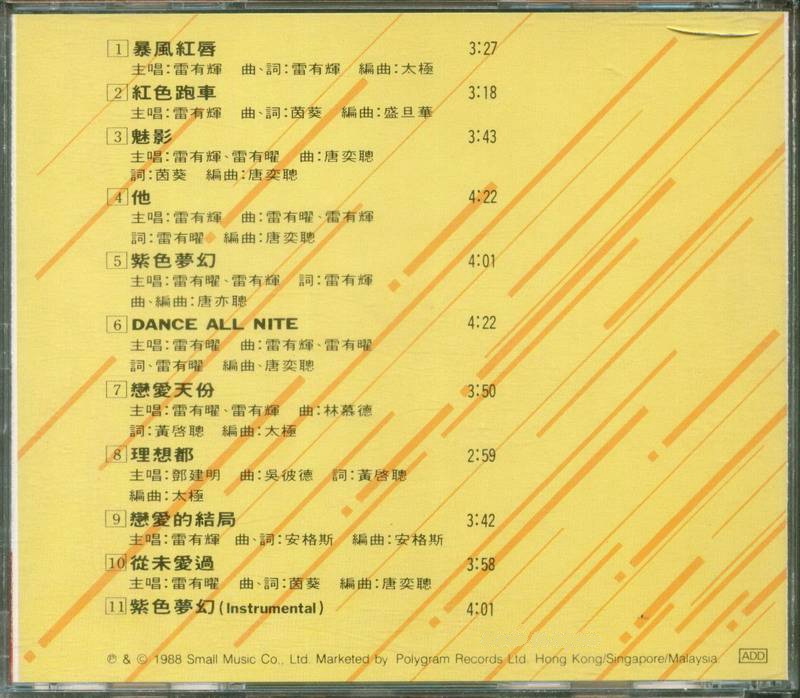 1 暴風紅唇 3:27
主唱:雷有輝 曲、詞:雷有輝 編曲:太極
2 紅色跑車 3:18
主唱:雷有輝 曲、詞:茵葵 編曲:盛旦華
3 魅影 3:43
主唱:雷有輝、雷有曜 曲:唐奕聰
詞:茵葵 編曲:唐奕聰
4 他 4:22
主唱:雷有輝 曲:雷有曜、雷有輝
詞:雷有曜 編曲:唐奕聰
5 紫色夢幻 4:01
主唱:雷有曜、雷有輝 詞:雷有輝
曲、編曲:唐亦聰
6 DANCE ALL NITE 4:22
主唱:雷有曜 曲:雷有輝、雷有曜
詞、雷有曜 編曲、唐奕聰
7 戀愛天份 3:50
主唱:雷有曜、雷有輝 曲:林慕德
詞:黃啓聰 編曲:太極
8 理想都 2:59
主唱:鄧建明 曲:吳彼德 詞:黃啓聰
編曲:太極
9 戀愛的結局 3:42
主唱:雷有輝 曲、詞:安格斯 編曲:安格斯
10 從未愛過 3:58
主唱:雷有曜 曲、詞:茵葵 編曲:唐奕聰
11 紫色夢幻(Instrumental) 4:01
℗ & © 1988 Small Music Co., Ltd. Marketed by Polygram Records Ltd. Hong Kong/Singapore/Malaysia. ADD